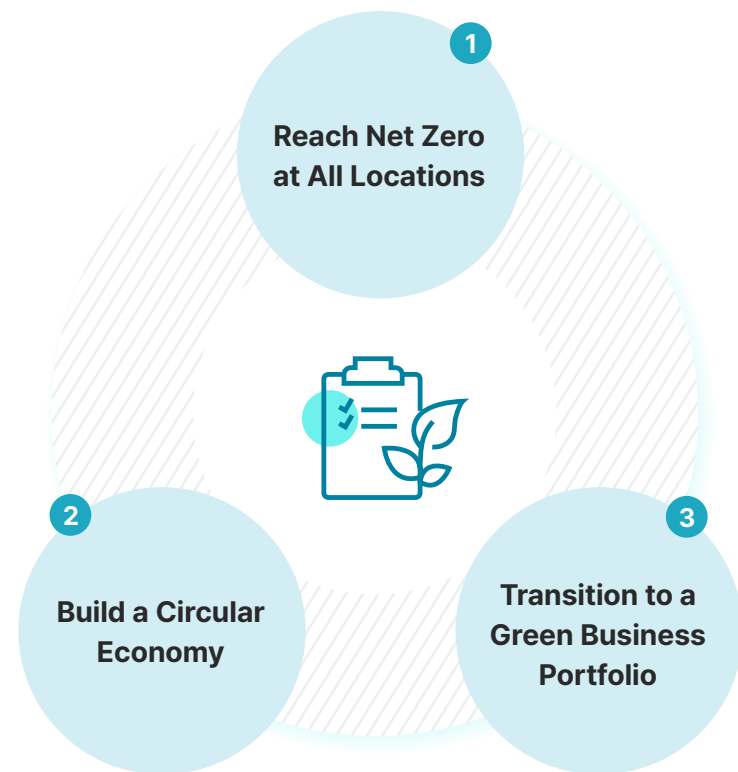 1
Reach Net Zero
at All Locations
2
Build a Circular
Economy
3
Transition to a
Green Business
Portfolio